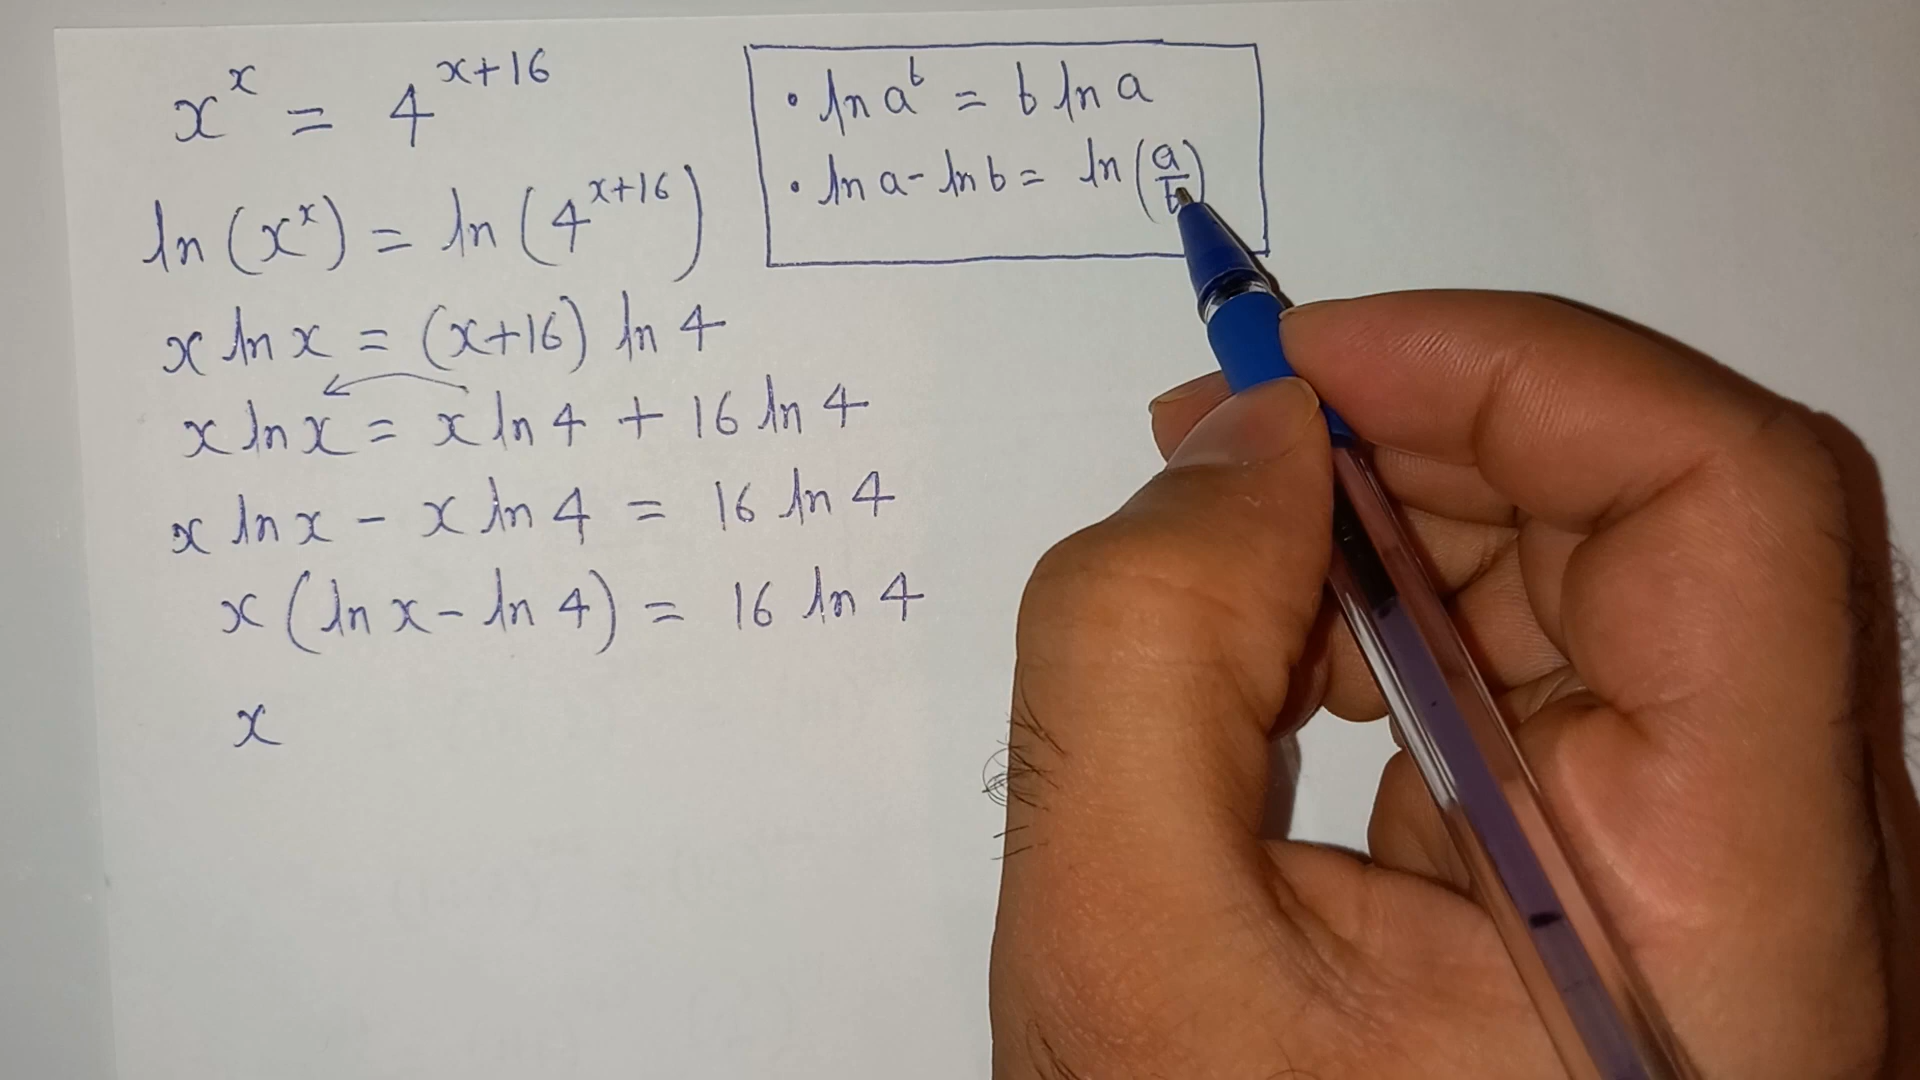 x^x = 4^{x+16}
ln (x^x) = ln (4^{x+16})
x ln x = (x+16) ln 4
x ln x = x ln 4 + 16 ln 4
x ln x - x ln 4 = 16 ln 4
x (ln x - ln 4) = 16 ln 4
x
• ln a^b = b ln a
• ln a - ln b = ln (a/b)